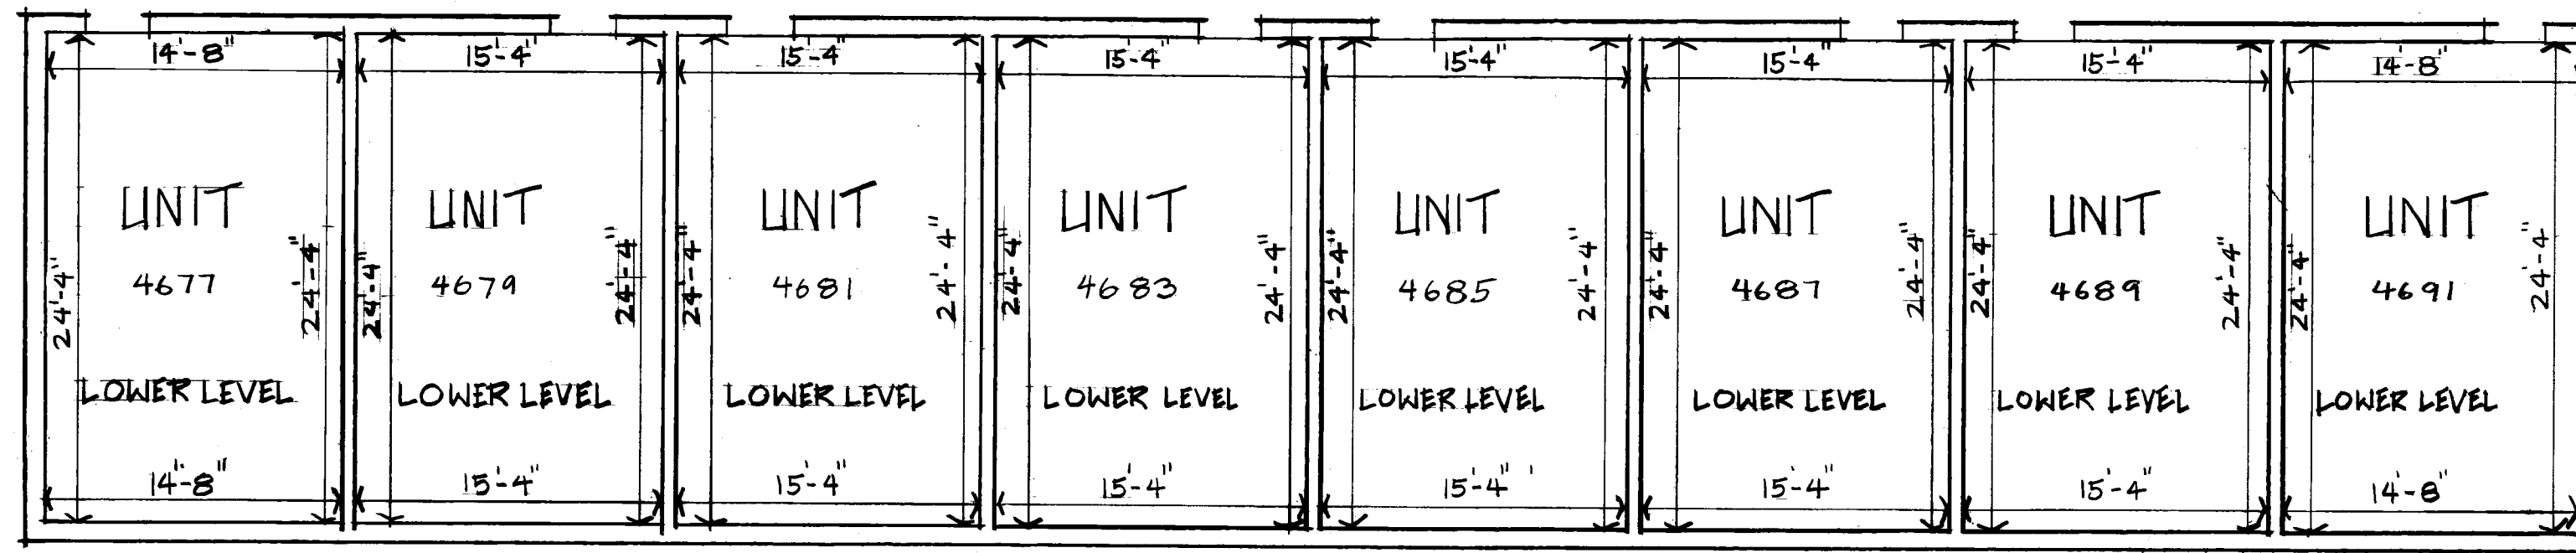 14'-8" 15'-4" 15'-4" 15'-4" 15'-4" 15'-4" 15'-4" 14'-8"
UNIT UNIT UNIT UNIT UNIT UNIT UNIT UNIT
24'-4" 24'-4" 24'-4" 24'-4" 24'-4" 24'-4" 24'-4" 24'-4" 24'-4" 24'-4" 24'-4" 24'-4" 24'-4" 24'-4" 24'-4" 24'-4"
4677 4679 4681 4683 4685 4687 4689 4691
LOWER LEVEL LOWER LEVEL LOWER LEVEL LOWER LEVEL LOWER LEVEL LOWER LEVEL LOWER LEVEL LOWER LEVEL
14'-8" 15'-4" 15'-4" 15'-4" 15'-4" 15'-4" 15'-4" 14'-8"